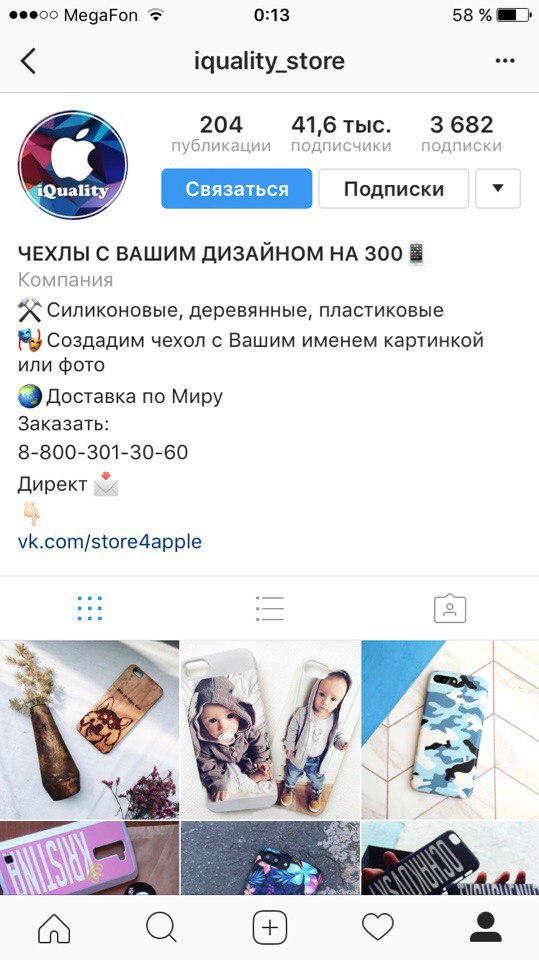 MegaFon 0:13 58 %
iquality_store
204 41,6 тыс. 3 682
публикации подписчики подписки
iQuality
Связаться Подписки
ЧЕХЛЫ С ВАШИМ ДИЗАЙНОМ НА 300
Компания
Силиконовые, деревянные, пластиковые
Создадим чехол с Вашим именем картинкой
или фото
Доставка по Миру
Заказать:
8-800-301-30-60
Директ
vk.com/store4apple
KRISTINA